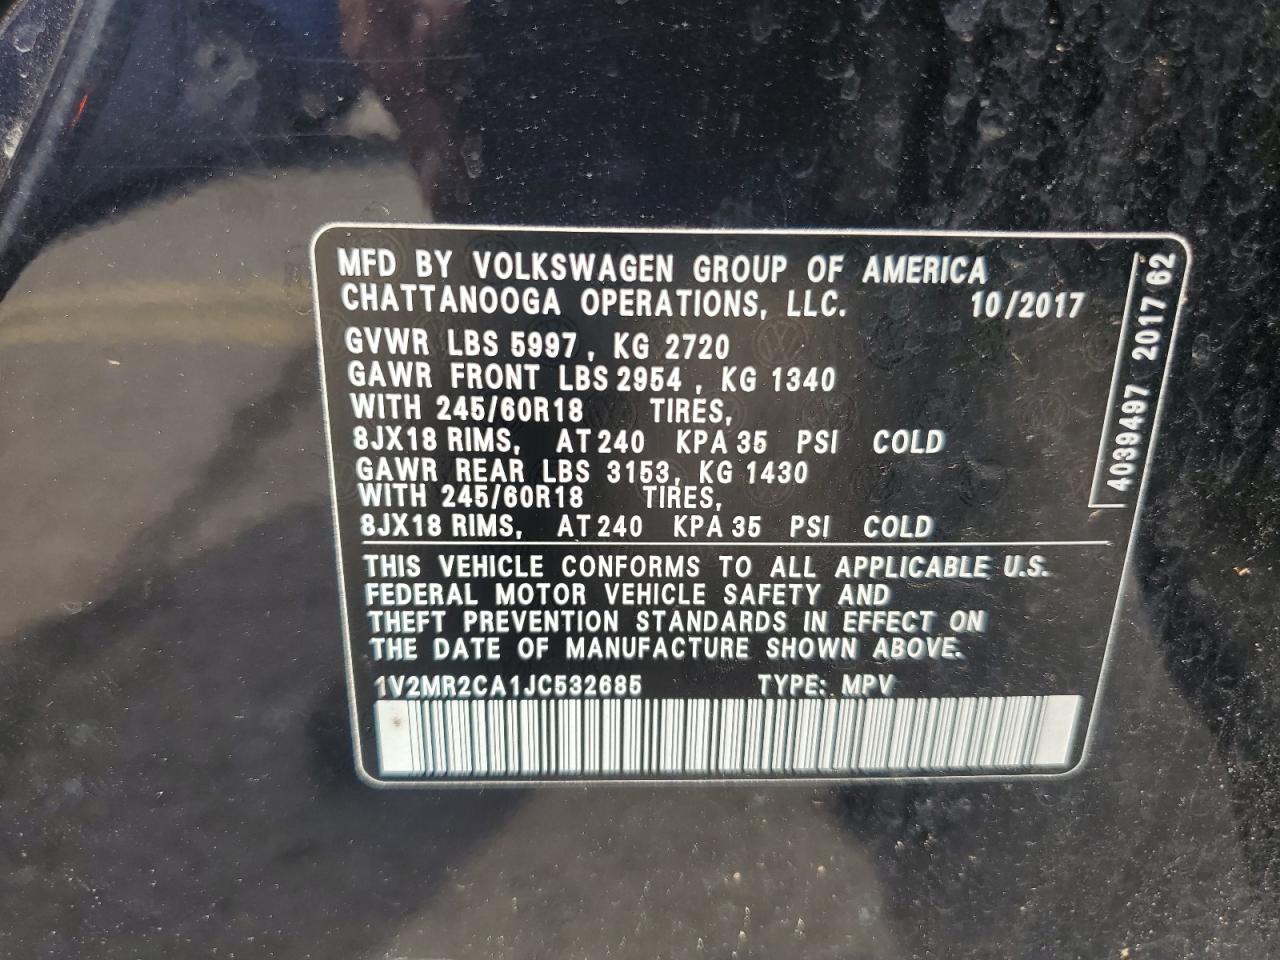 MFD BY VOLKSWAGEN GROUP OF AMERICA
CHATTANOOGA OPERATIONS, LLC. 10/2017
GVWR LBS 5997, KG 2720
GAWR FRONT LBS 2954, KG 1340
WITH 245/60R18 TIRES,
8JX18 RIMS, AT 240 KPA 35 PSI COLD
GAWR REAR LBS 3153, KG 1430
WITH 245/60R18 TIRES,
8JX18 RIMS, AT 240 KPA 35 PSI COLD
THIS VEHICLE CONFORMS TO ALL APPLICABLE U.S.
FEDERAL MOTOR VEHICLE SAFETY AND
THEFT PREVENTION STANDARDS IN EFFECT ON
THE DATE OF MANUFACTURE SHOWN ABOVE.
1V2MR2CA1JC532685 TYPE: MPV
4039497 2017 62